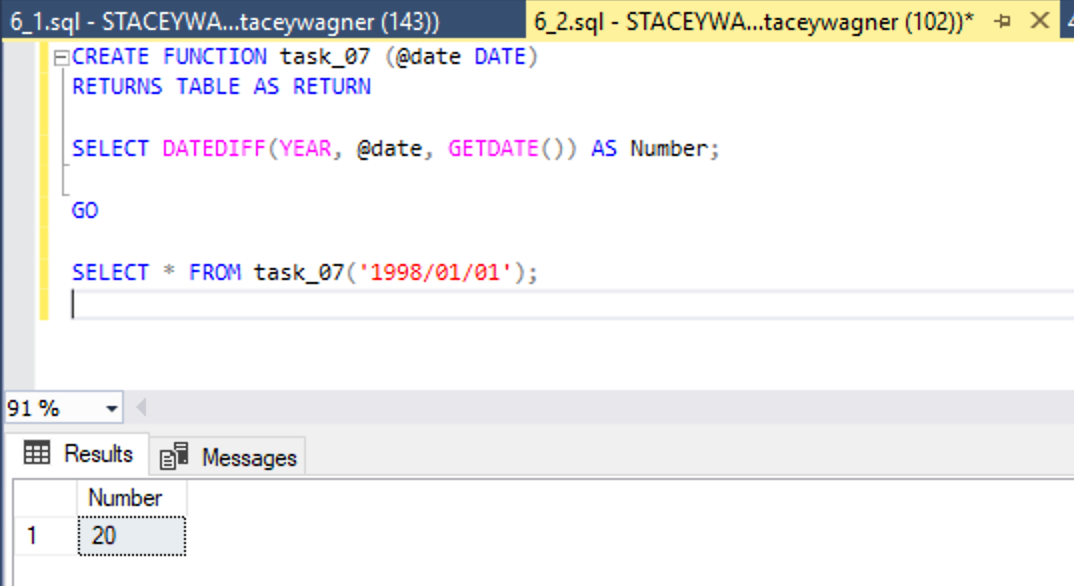 6_1.sql - STACEYWA...taceywagner (143))
6_2.sql - STACEYWA...taceywagner (102))*
CREATE FUNCTION task_07 (@date DATE)
RETURNS TABLE AS RETURN
SELECT DATEDIFF(YEAR, @date, GETDATE()) AS Number;
GO
SELECT * FROM task_07('1998/01/01');
91 %
Results
Messages
Number
1 20